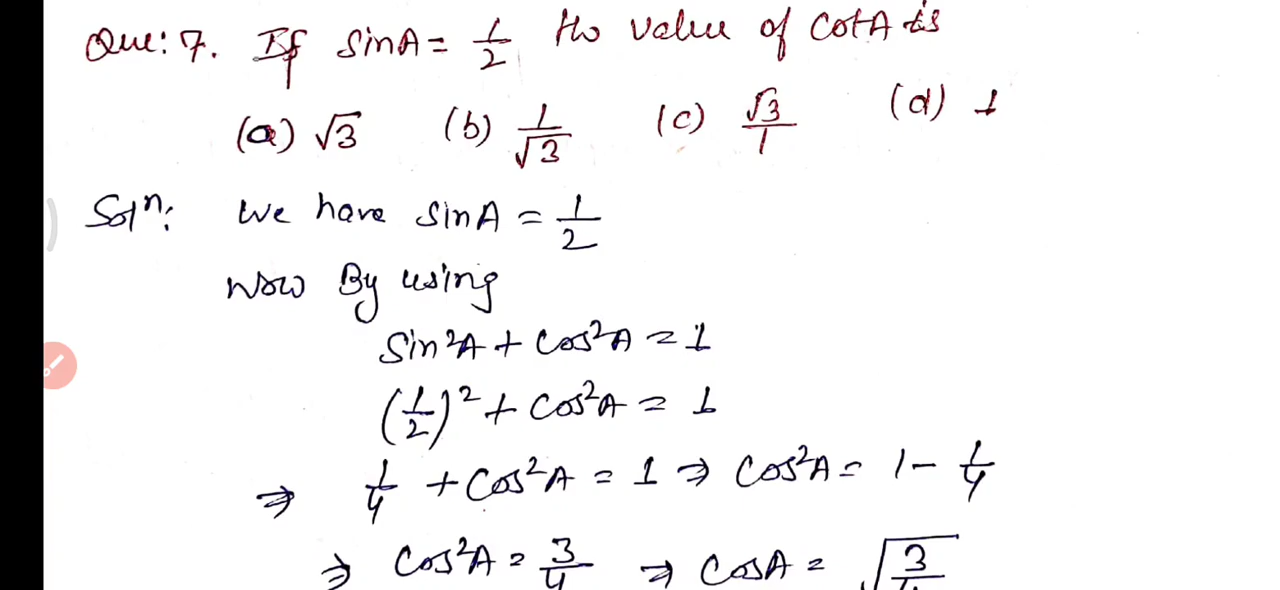 Que: 7. If sinA = 1/2 the value of cotA is
(a) √3 (b) 1/√3 (c) √3/1 (d) 1
Solⁿ: We have sinA = 1/2
Now By using
Sin²A + Cos²A = 1
(1/2)² + Cos²A = 1
⇒ 1/4 + Cos²A = 1 ⇒ Cos²A = 1 - 1/4
⇒ Cos²A = 3/4 ⇒ CosA = √3/4